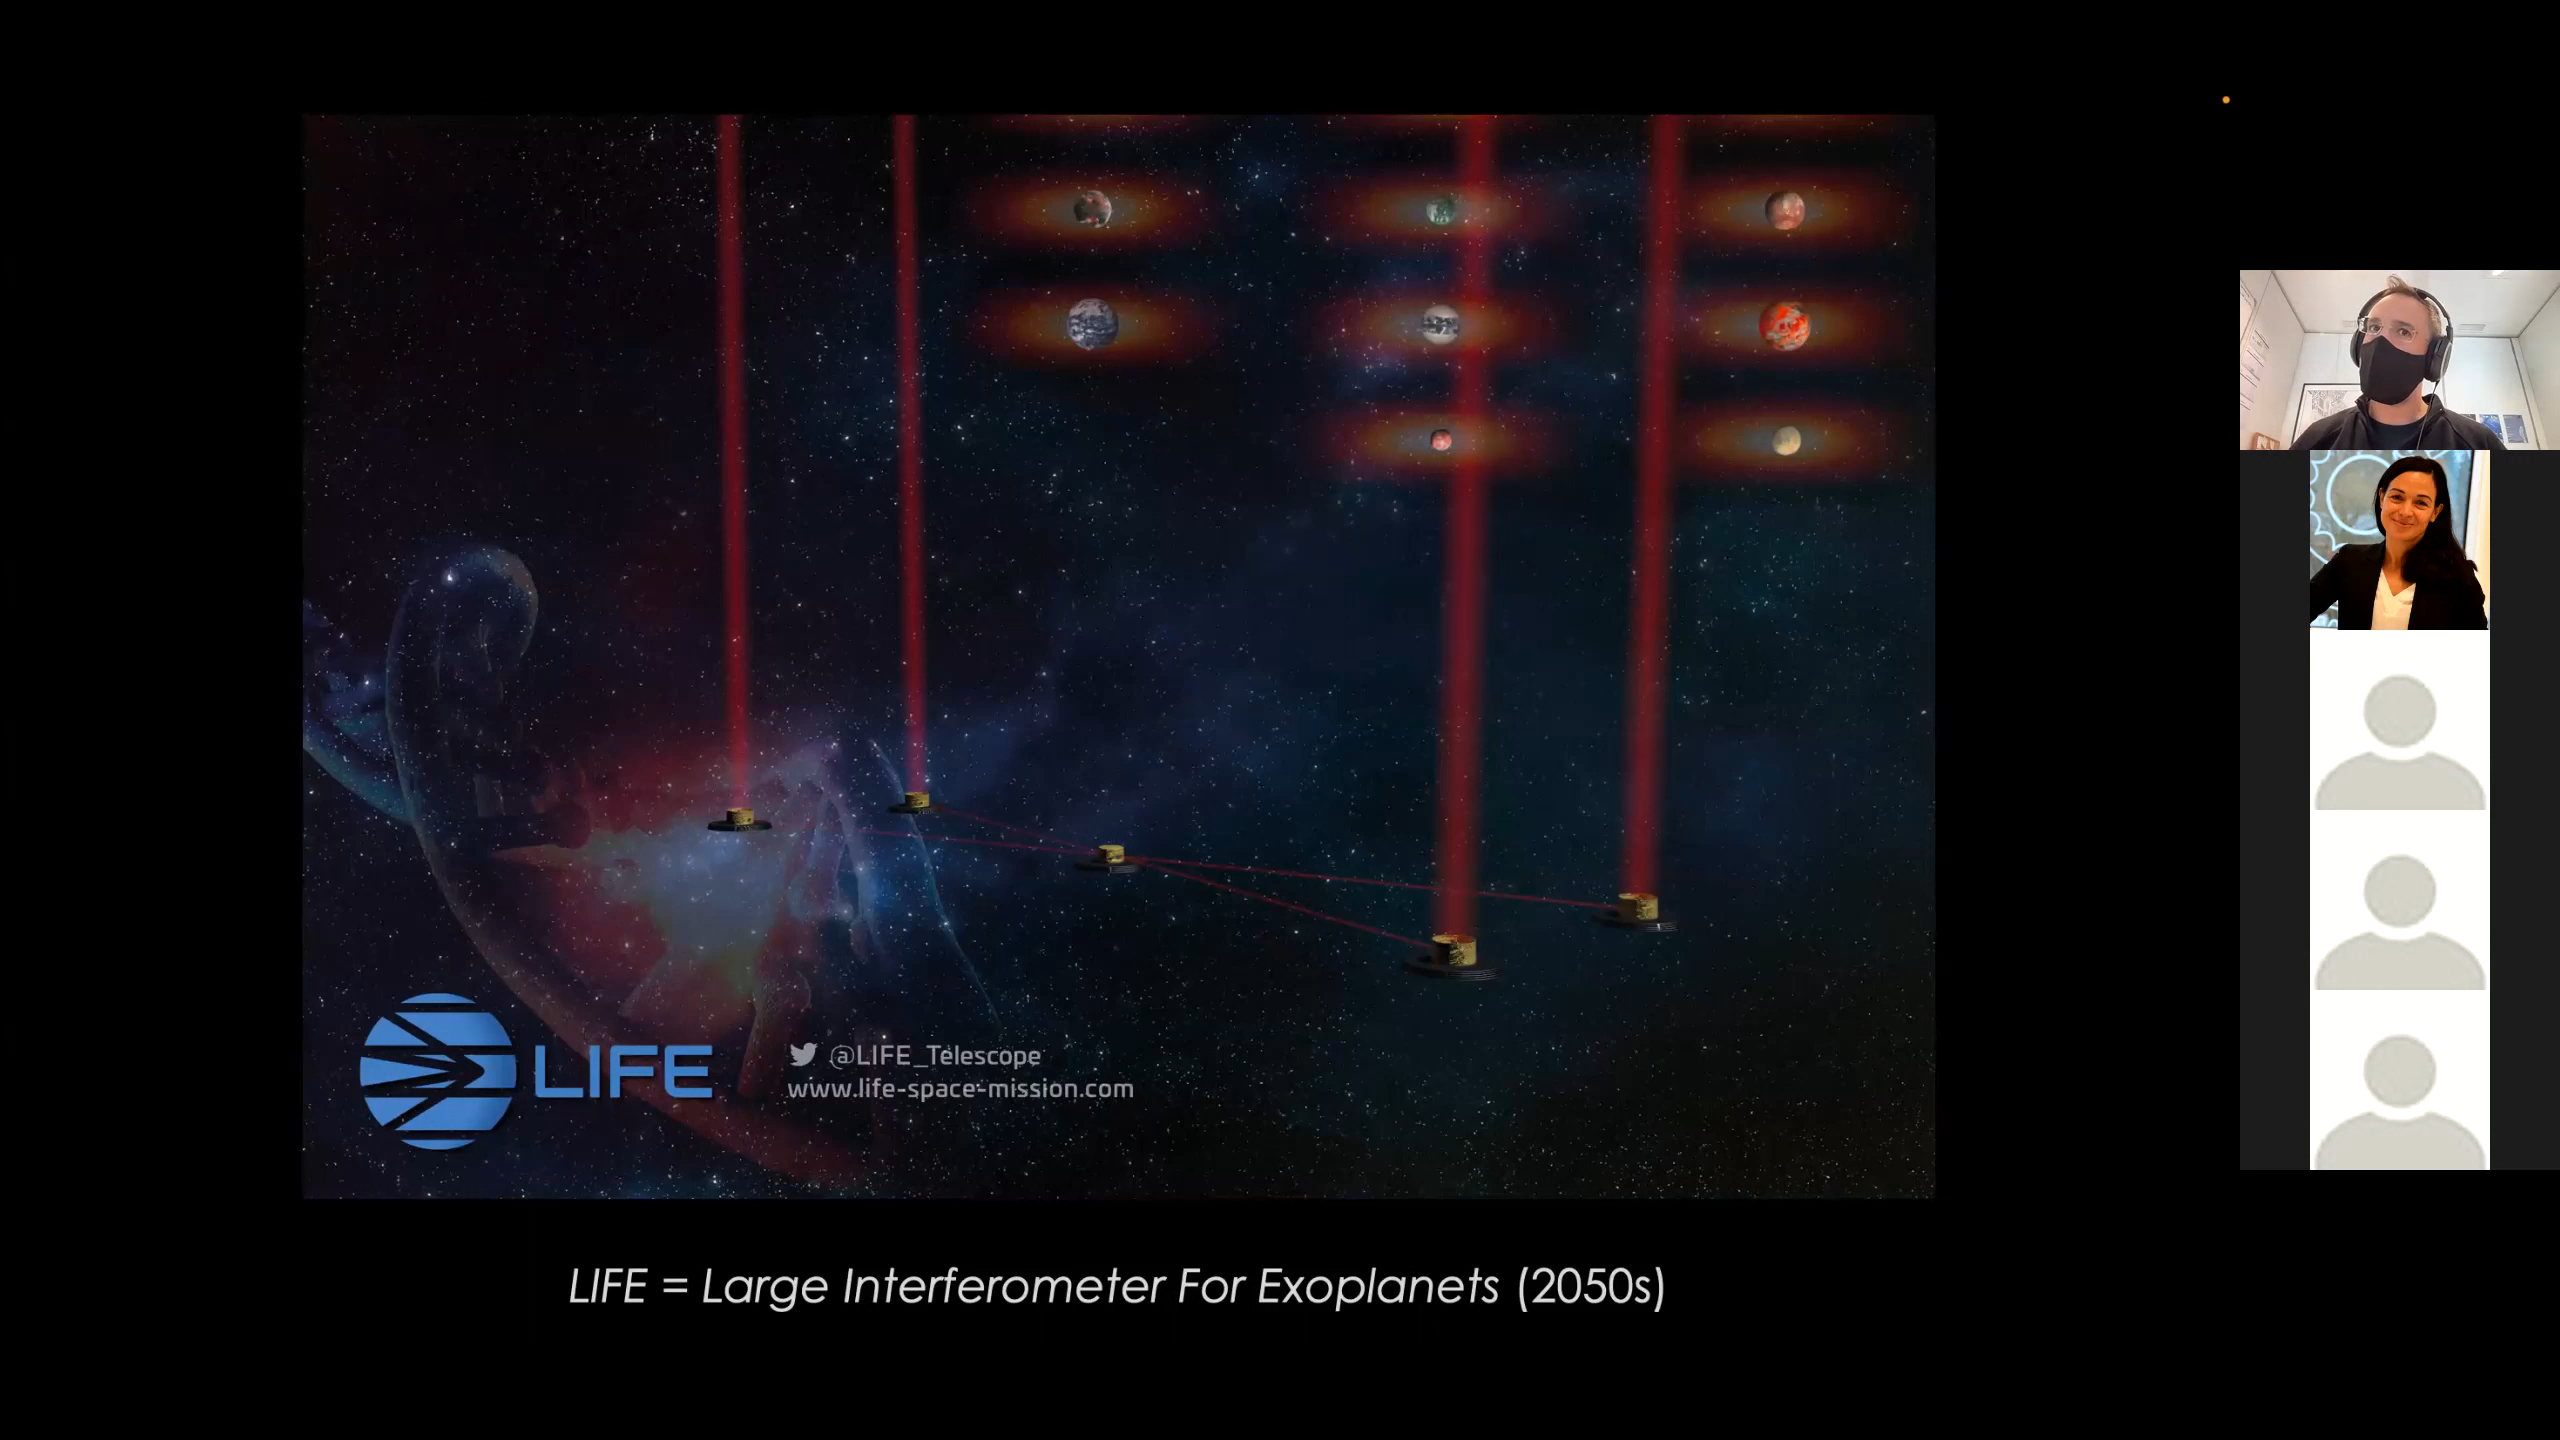 LIFE
@LIFE_Telescope
www.life-space-mission.com
LIFE = Large Interferometer For Exoplanets (2050s)